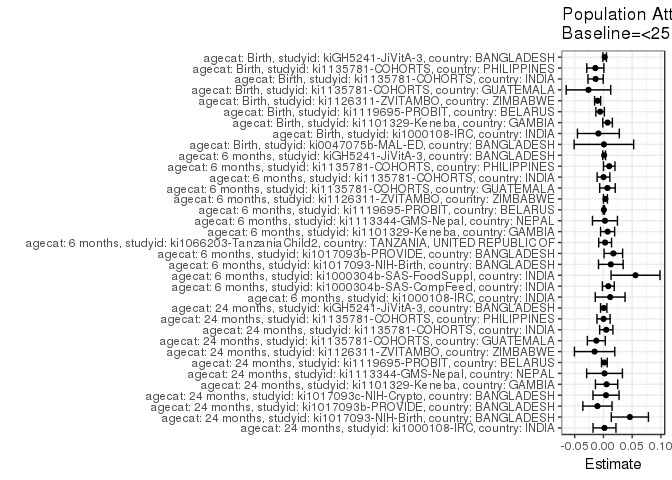 Population Att
Baseline=<25
agecat: Birth, studyid: kiGH5241-JiVitA-3, country: BANGLADESH
agecat: Birth, studyid: ki1135781-COHORTS, country: PHILIPPINES
agecat: Birth, studyid: ki1135781-COHORTS, country: INDIA
agecat: Birth, studyid: ki1135781-COHORTS, country: GUATEMALA
agecat: Birth, studyid: ki1126311-ZVITAMBO, country: ZIMBABWE
agecat: Birth, studyid: ki1119695-PROBIT, country: BELARUS
agecat: Birth, studyid: ki1101329-Keneba, country: GAMBIA
agecat: Birth, studyid: ki1000108-IRC, country: INDIA
agecat: Birth, studyid: ki0047075b-MAL-ED, country: BANGLADESH
agecat: 6 months, studyid: kiGH5241-JiVitA-3, country: BANGLADESH
agecat: 6 months, studyid: ki1135781-COHORTS, country: PHILIPPINES
agecat: 6 months, studyid: ki1135781-COHORTS, country: INDIA
agecat: 6 months, studyid: ki1135781-COHORTS, country: GUATEMALA
agecat: 6 months, studyid: ki1126311-ZVITAMBO, country: ZIMBABWE
agecat: 6 months, studyid: ki1119695-PROBIT, country: BELARUS
agecat: 6 months, studyid: ki1113344-GMS-Nepal, country: NEPAL
agecat: 6 months, studyid: ki1101329-Keneba, country: GAMBIA
agecat: 6 months, studyid: ki1066203-TanzaniaChild2, country: TANZANIA, UNITED REPUBLIC OF
agecat: 6 months, studyid: ki1017093b-PROVIDE, country: BANGLADESH
agecat: 6 months, studyid: ki1017093-NIH-Birth, country: BANGLADESH
agecat: 6 months, studyid: ki1000304b-SAS-FoodSuppl, country: INDIA
agecat: 6 months, studyid: ki1000304b-SAS-CompFeed, country: INDIA
agecat: 6 months, studyid: ki1000108-IRC, country: INDIA
agecat: 24 months, studyid: kiGH5241-JiVitA-3, country: BANGLADESH
agecat: 24 months, studyid: ki1135781-COHORTS, country: PHILIPPINES
agecat: 24 months, studyid: ki1135781-COHORTS, country: INDIA
agecat: 24 months, studyid: ki1135781-COHORTS, country: GUATEMALA
agecat: 24 months, studyid: ki1126311-ZVITAMBO, country: ZIMBABWE
agecat: 24 months, studyid: ki1119695-PROBIT, country: BELARUS
agecat: 24 months, studyid: ki1113344-GMS-Nepal, country: NEPAL
agecat: 24 months, studyid: ki1101329-Keneba, country: GAMBIA
agecat: 24 months, studyid: ki1017093c-NIH-Crypto, country: BANGLADESH
agecat: 24 months, studyid: ki1017093b-PROVIDE, country: BANGLADESH
agecat: 24 months, studyid: ki1017093-NIH-Birth, country: BANGLADESH
agecat: 24 months, studyid: ki1000108-IRC, country: INDIA
-0.05 0.00 0.05 0.10
Estimate